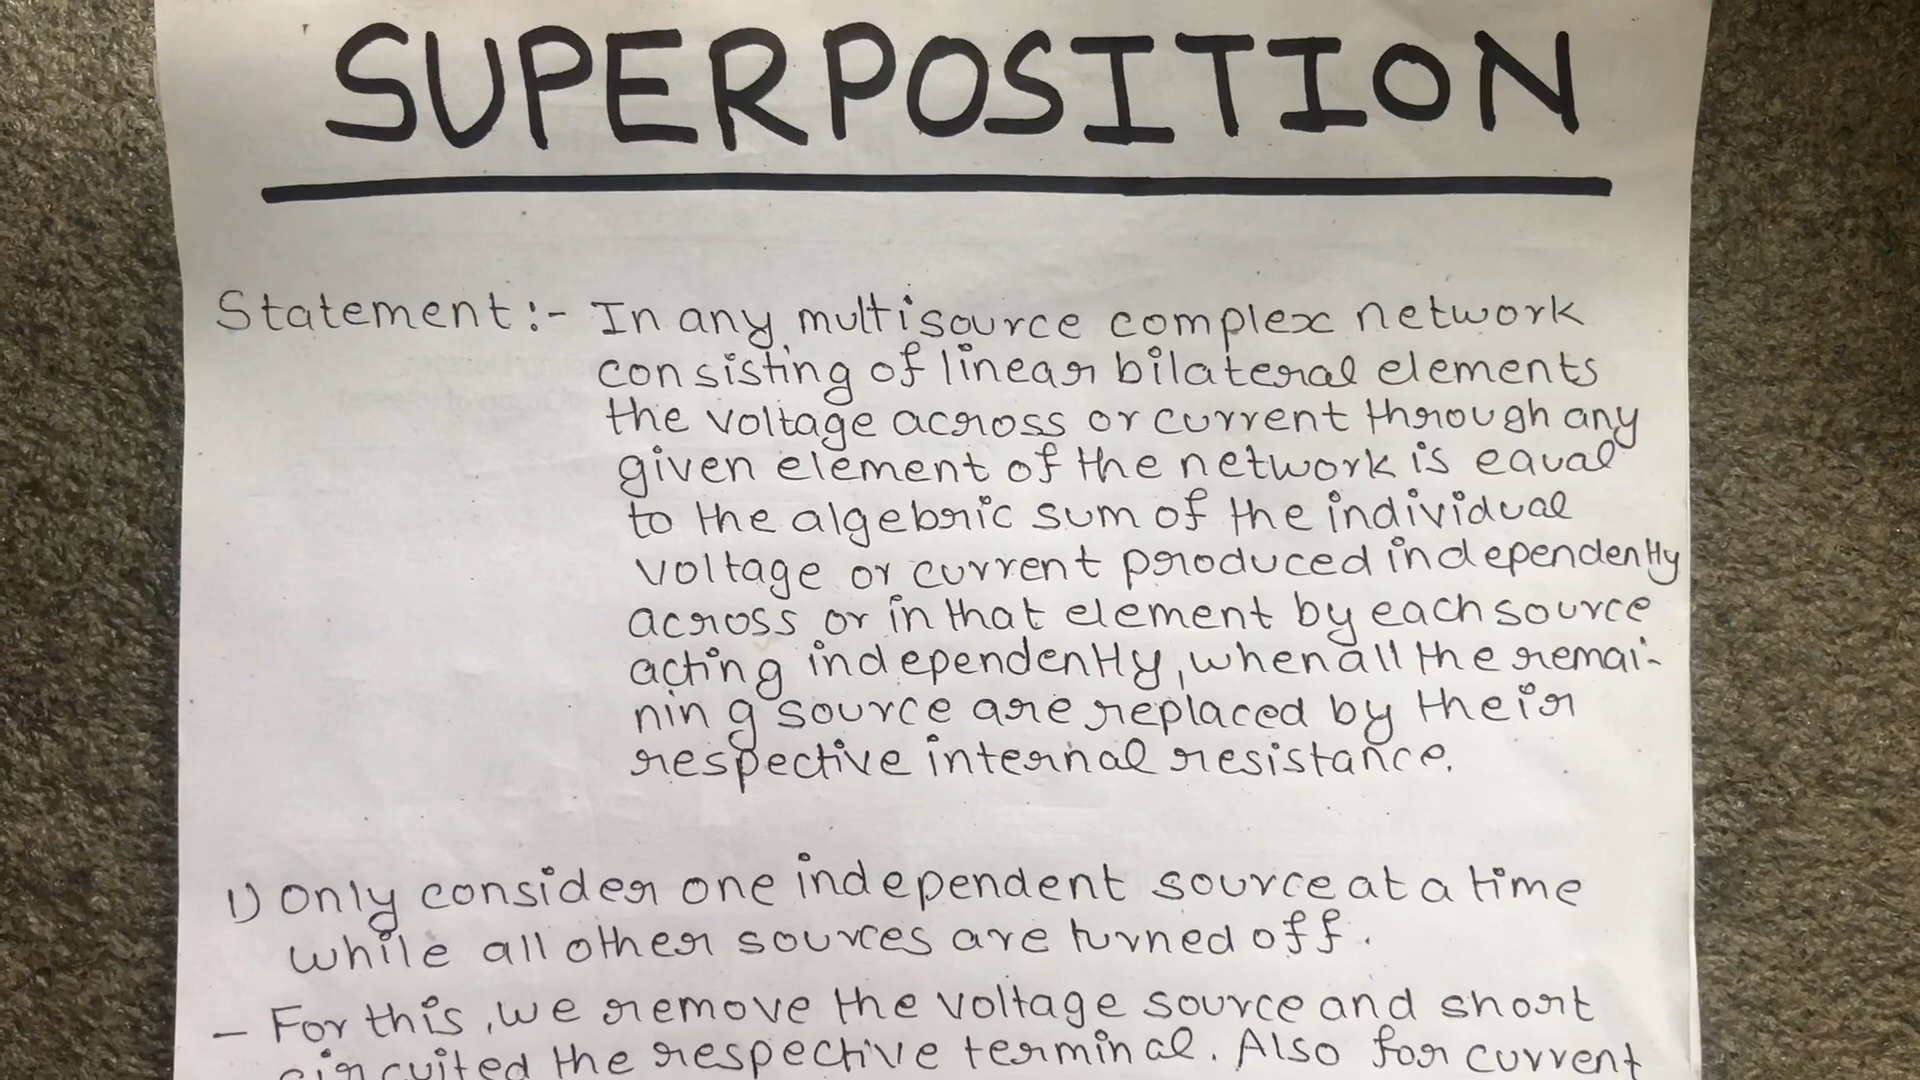 SUPERPOSITION
Statement:- In any multisource complex network
consisting of linear bilateral elements
the voltage across or current through any
given element of the network is eaual
to the algebric sum of the individual
voltage or current produced independently
across or in that element by each source
acting independently, when all the remai-
ning source are replaced by their
respective internal resistance.
1) Only consider one independent source at a time
while all other sources are turned off.
- For this, we remove the voltage source and short
circuited the respective terminal. Also for current